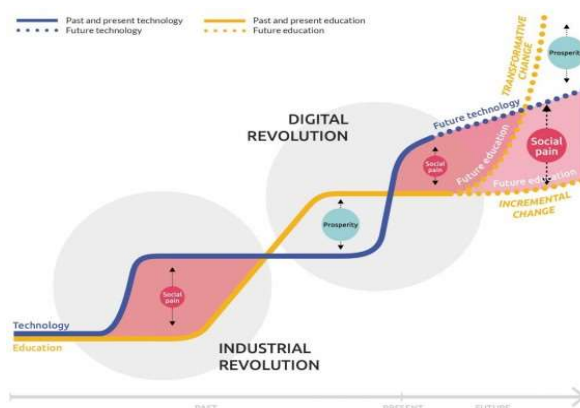 Past and present technology
Future technology
Past and present education
Future education
TRANSFORMATIVE
CHANGE
Prosperity
DIGITAL
REVOLUTION
Future technology
Social
pain
Future education
Social
pain
Future education
INCREMENTAL
CHANGE
Prosperity
Social
pain
Technology
Education
INDUSTRIAL
REVOLUTION
PAST
PRESENT
FUTURE